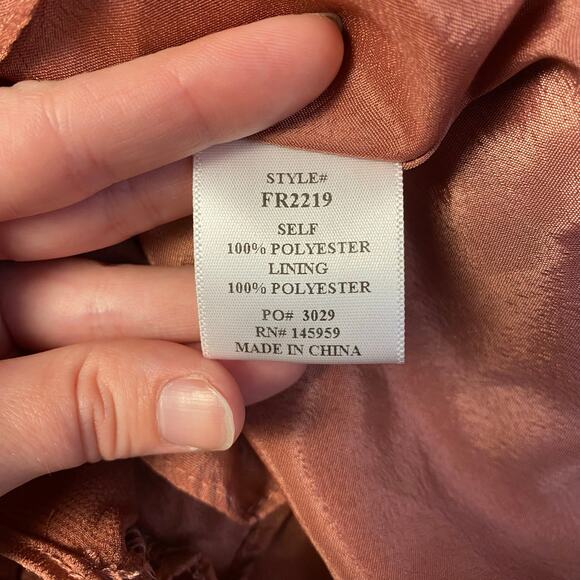 STYLE#
FR2219
SELF
100% POLYESTER
LINING
100% POLYESTER
PO# 3029
RN# 145959
MADE IN CHINA